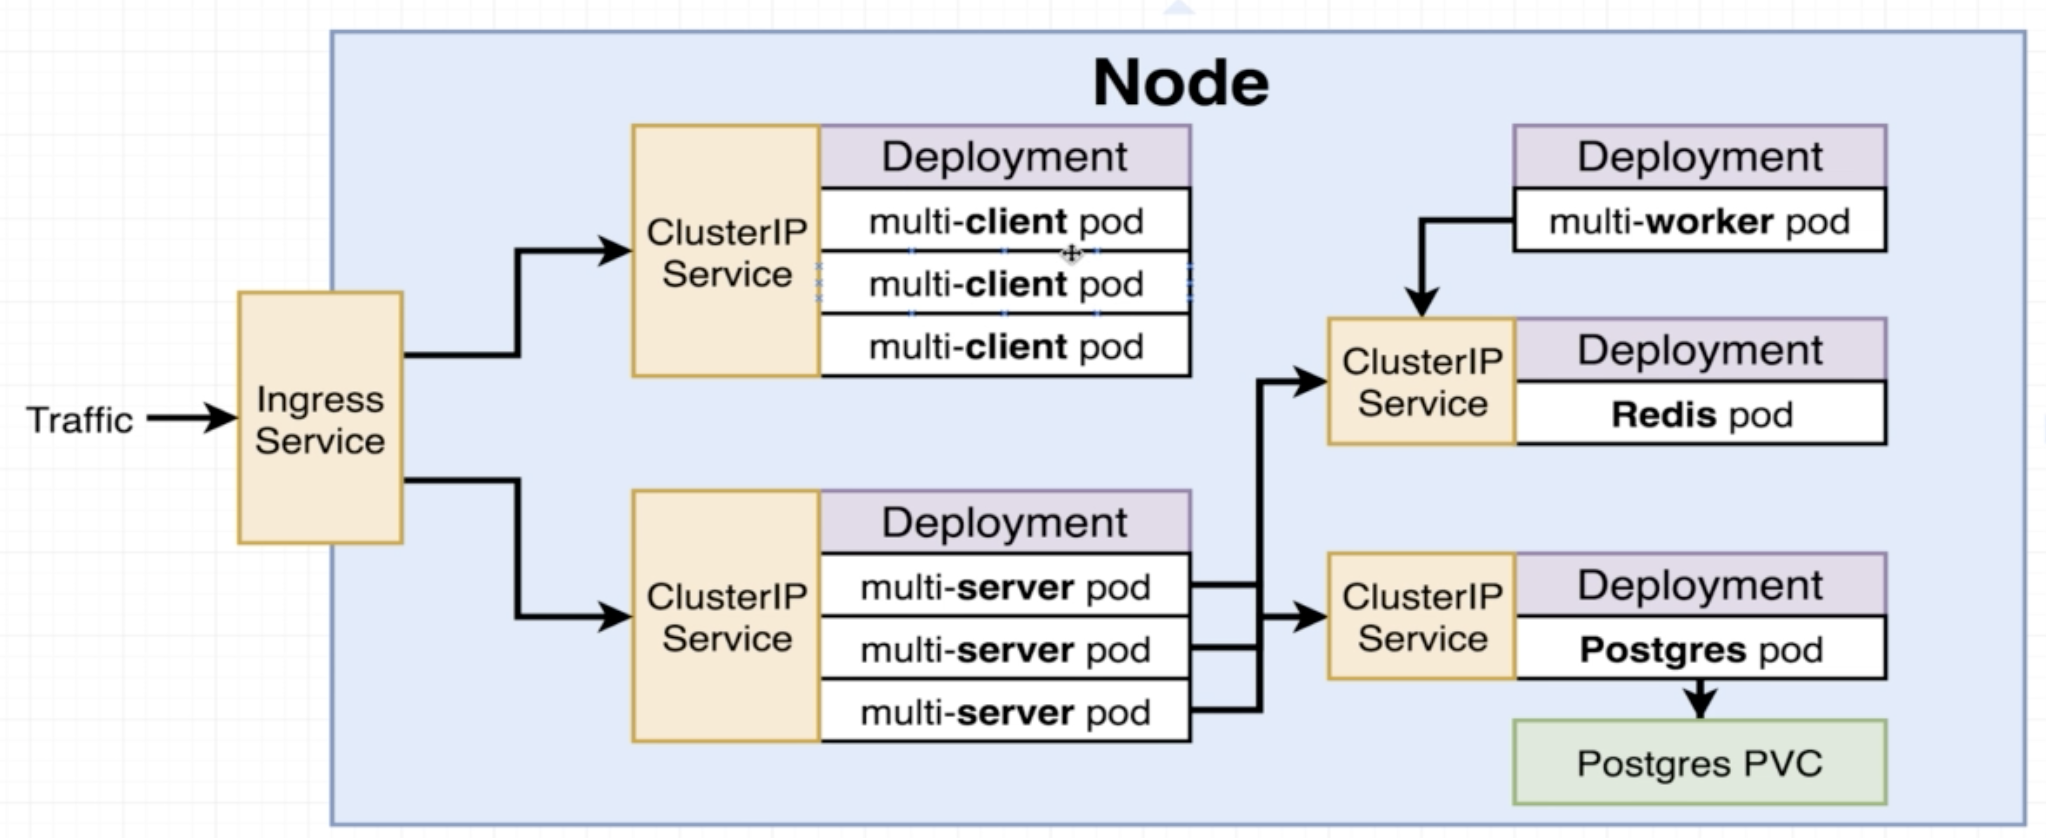 Node
Traffic
Ingress
Service
ClusterIP
Service
Deployment
multi-client pod
multi-client pod
multi-client pod
ClusterIP
Service
Deployment
multi-server pod
multi-server pod
multi-server pod
Deployment
multi-worker pod
ClusterIP
Service
Deployment
Redis pod
ClusterIP
Service
Deployment
Postgres pod
Postgres PVC